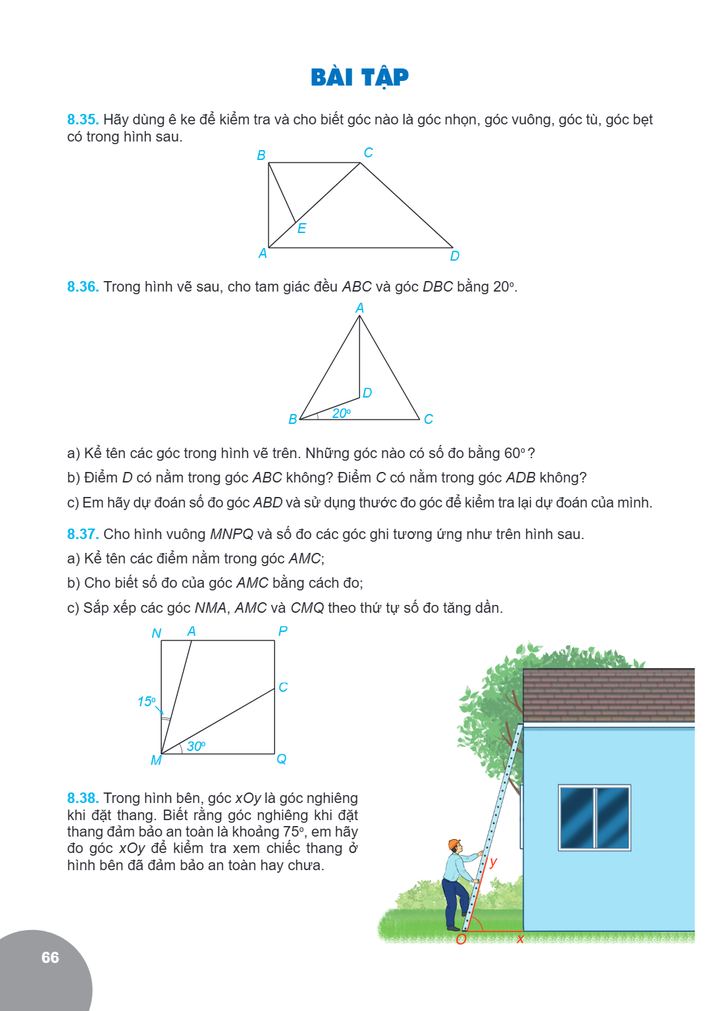 BÀI TẬP
8.35. Hãy dùng ê ke để kiểm tra và cho biết góc nào là góc nhọn, góc vuông, góc tù, góc bẹt
có trong hình sau.
B
C
E
A
D
8.36. Trong hình vẽ sau, cho tam giác đều ABC và góc DBC bằng 20º.
A
D
B
20º
C
a) Kể tên các góc trong hình vẽ trên. Những góc nào có số đo bằng 60º?
b) Điểm D có nằm trong góc ABC không? Điểm C có nằm trong góc ADB không?
c) Em hãy dự đoán số đo góc ABD và sử dụng thước đo góc để kiểm tra lại dự đoán của mình.
8.37. Cho hình vuông MNPQ và số đo các góc ghi tương ứng như trên hình sau.
a) Kể tên các điểm nằm trong góc AMC;
b) Cho biết số đo của góc AMC bằng cách đo;
c) Sắp xếp các góc NMA, AMC và CMQ theo thứ tự số đo tăng dần.
N
A
P
C
15º
30º
M
Q
8.38. Trong hình bên, góc xOy là góc nghiêng
khi đặt thang. Biết rằng góc nghiêng khi đặt
thang đảm bảo an toàn là khoảng 75º, em hãy
đo góc xOy để kiểm tra xem chiếc thang ở
hình bên đã đảm bảo an toàn hay chưa.
y
O
x
66